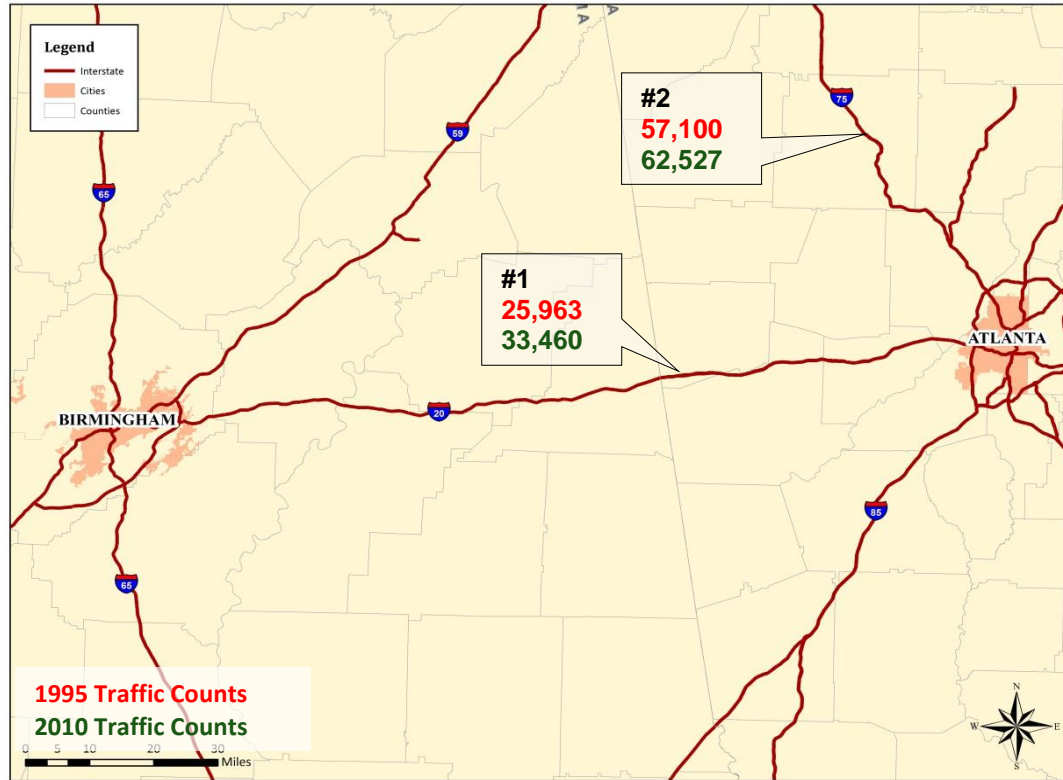 Legend
Interstate
Cities
Counties
IA
A
75
#2
57,100
62,527
59
65
#1
25,963
33,460
ATLANTA
BIRMINGHAM
20
85
65
1995 Traffic Counts
2010 Traffic Counts
0 5 10 20 30
Miles
N
W E
S